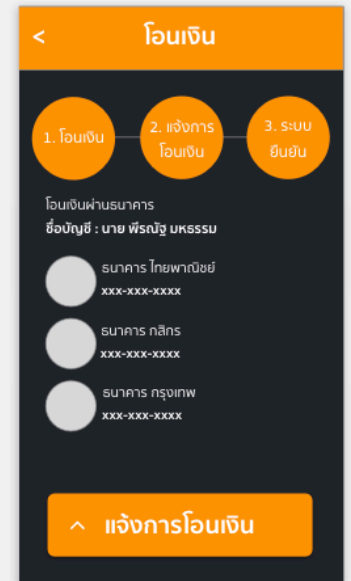 < โอนเงิน
1. โอนเงิน
2. แจ้งการ
โอนเงิน
3. ระบบ
ยืนยัน
โอนเงินผ่านธนาคาร
ชื่อบัญชี : นาย พีรณัฐ มหธรรม
ธนาคาร ไทยพาณิชย์
xxx-xxx-xxxx
ธนาคาร กสิกร
xxx-xxx-xxxx
ธนาคาร กรุงเทพ
xxx-xxx-xxxx
แจ้งการโอนเงิน